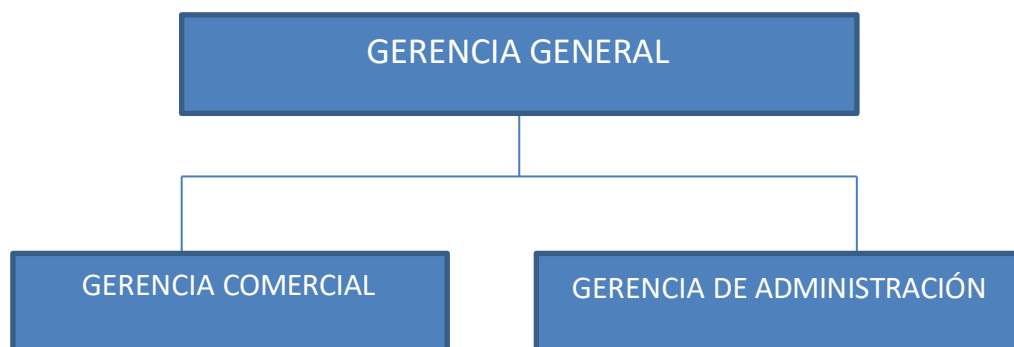 GERENCIA GENERAL
GERENCIA COMERCIAL
GERENCIA DE ADMINISTRACIÓN